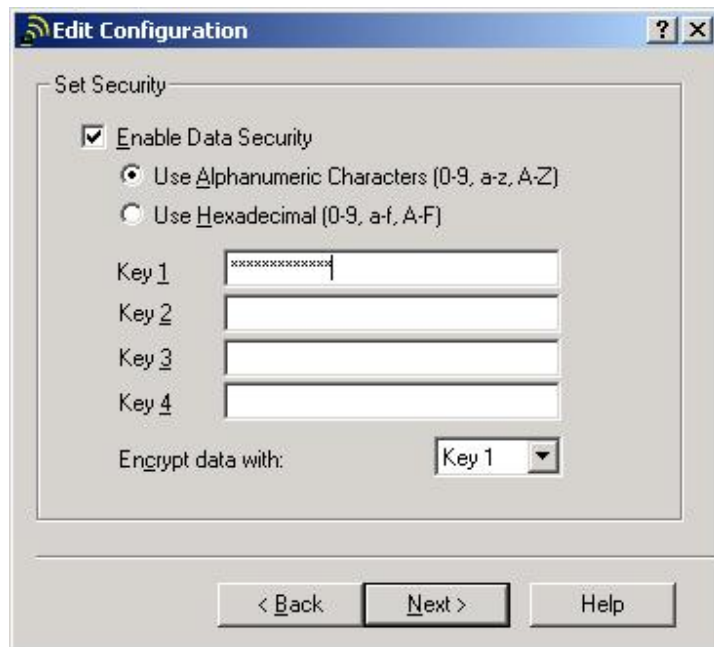 Edit Configuration
Set Security
Enable Data Security
Use Alphanumeric Characters (0-9, a-z, A-Z)
Use Hexadecimal (0-9, a-f, A-F)
Key 1 *************
Key 2
Key 3
Key 4
Encrypt data with: Key 1
< Back Next > Help